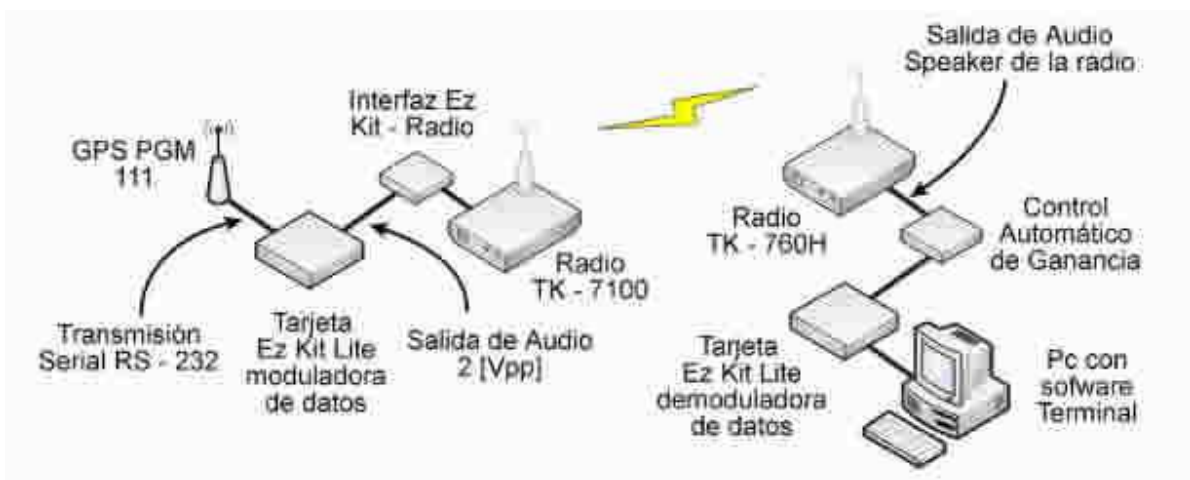 Salida de Audio
Speaker de la radio
Interfaz Ez
Kit - Radio
GPS PGM
111
Radio
TK - 7100
Transmisión
Serial RS - 232
Tarjeta
Ez Kit Lite
moduladora
de datos
Salida de Audio
2 [Vpp]
Radio
TK - 760H
Control
Automático
de Ganancia
Tarjeta
Ez Kit Lite
demoduladora
de datos
Pc con
sofware
Terminal